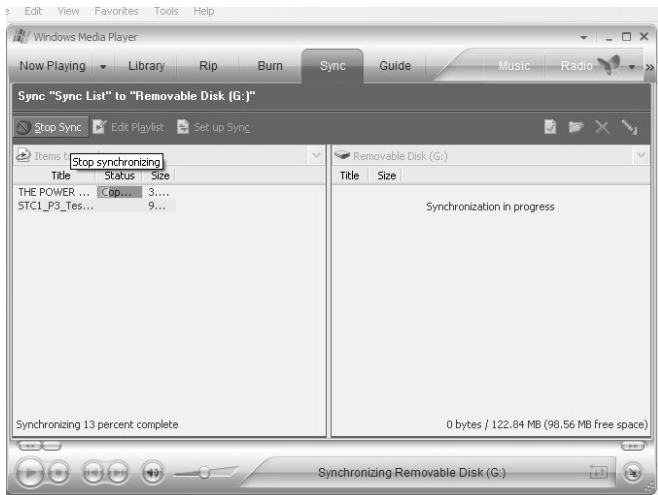 Edit View Favorites Tools Help
Windows Media Player
Now Playing Library Rip Burn Sync Guide Music Radio
Sync "Sync List" to "Removable Disk (G:)"
Stop Sync Edit Playlist Set up Sync
Items to Removable Disk (G:)
Stop synchronizing
Title Status Size Title Size
THE POWER ... Cop... 3....
STC1_P3_Tes... 9...
Synchronization in progress
Synchronizing 13 percent complete 0 bytes / 122.84 MB (98.56 MB free space)
Synchronizing Removable Disk (G:)